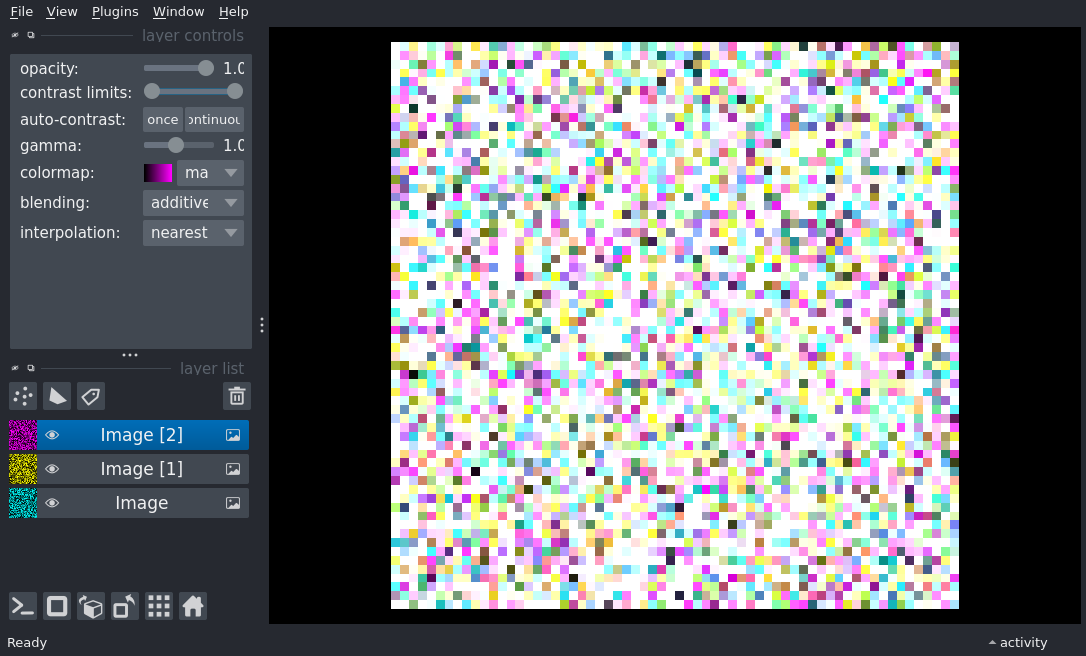 File View Plugins Window Help
layer controls
opacity: 1.0
contrast limits:
auto-contrast: once ontinuou
gamma: 1.0
colormap: ma
blending: additive
interpolation: nearest
layer list
Image [2]
Image [1]
Image
Ready
activity